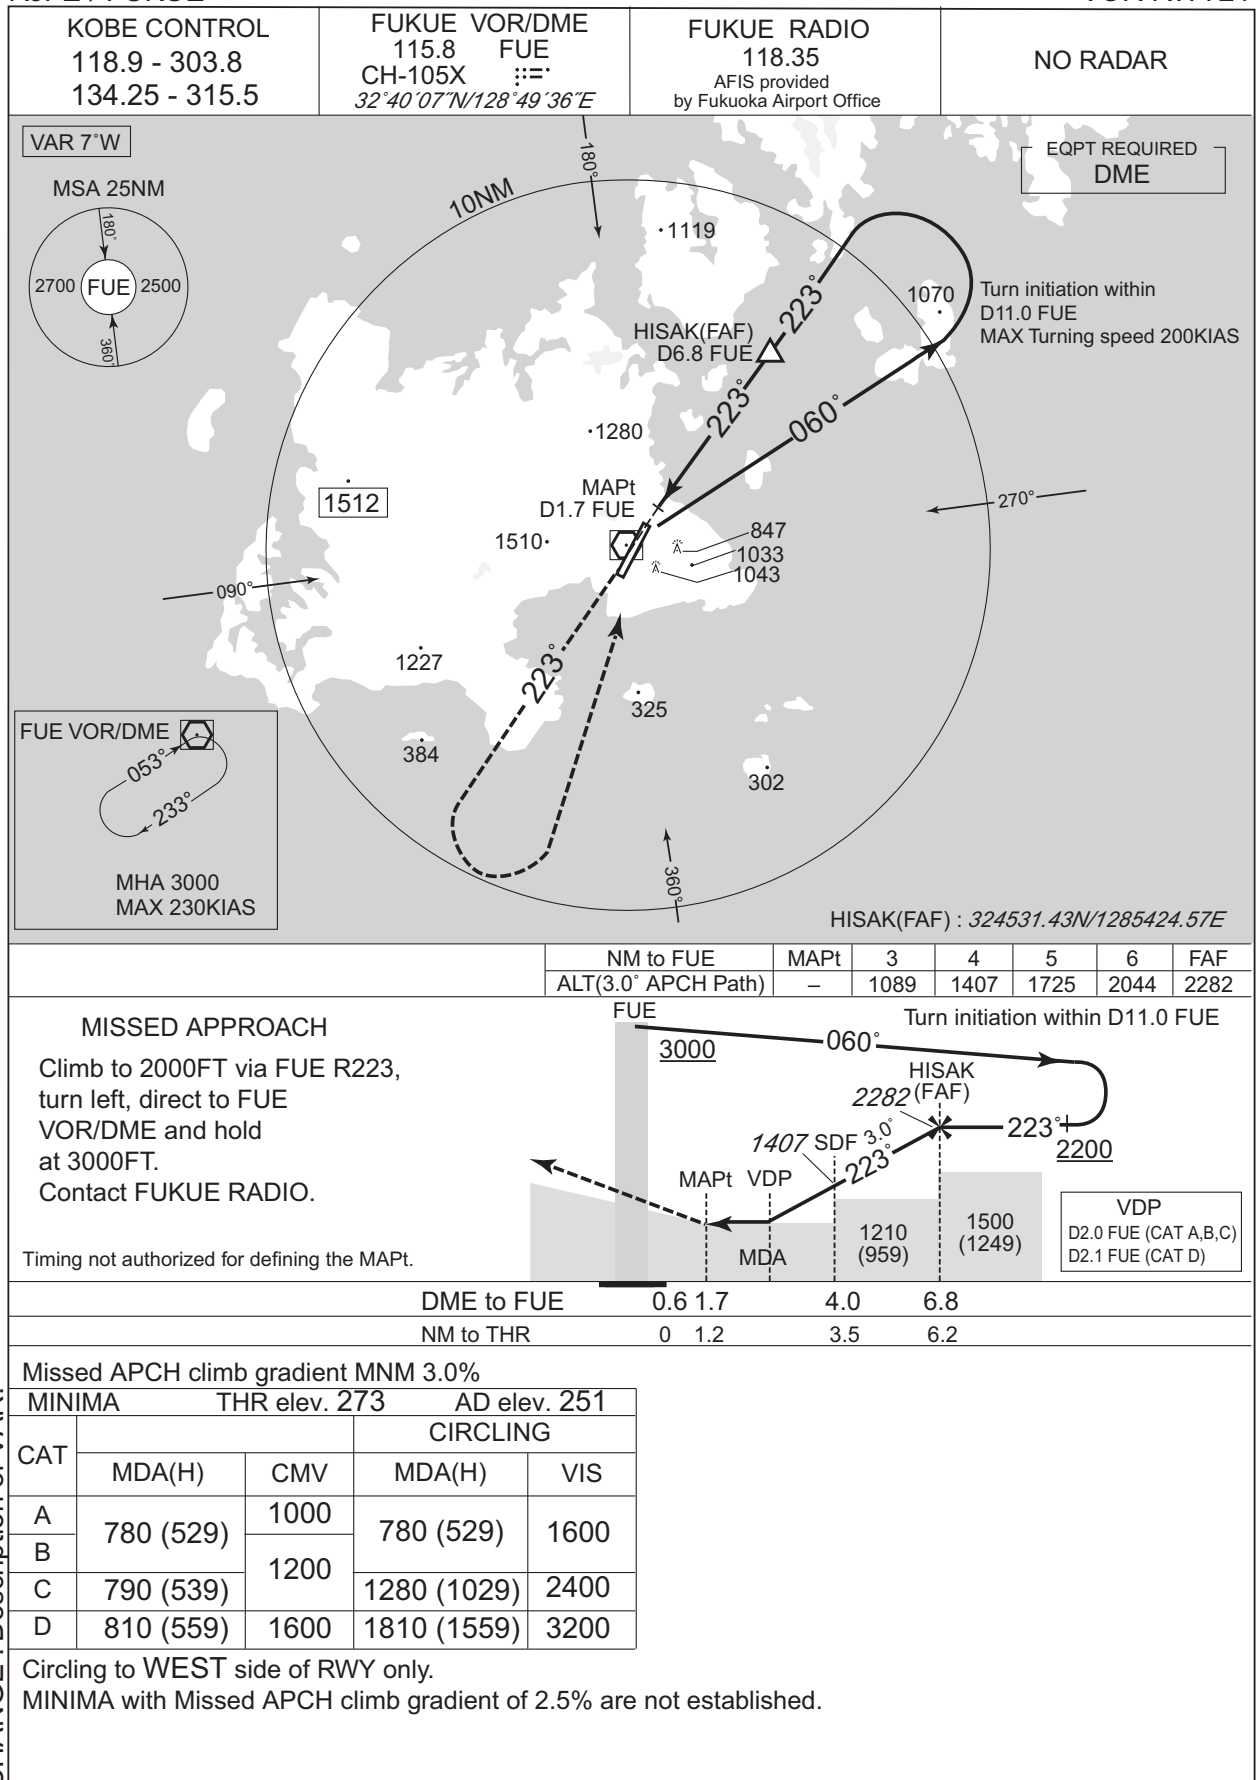 KOBE CONTROL
118.9 - 303.8
134.25 - 315.5
FUKUE VOR/DME
115.8 FUE
CH-105X
32˚40´07˝N/128˚49´36˝E
FUKUE RADIO
118.35
AFIS provided
by Fukuoka Airport Office
NO RADAR
VAR 7˚W
EQPT REQUIRED
DME
MSA 25NM
180˚
2700 FUE 2500
360˚
180˚
10NM
1119
223˚
1070
Turn initiation within
D11.0 FUE
MAX Turning speed 200KIAS
HISAK(FAF)
D6.8 FUE
223˚
060˚
1280
MAPt
D1.7 FUE
1512
270˚
1510
847
1033
1043
090˚
1227
223˚
325
384
302
360˚
FUE VOR/DME
053˚
233˚
MHA 3000
MAX 230KIAS
HISAK(FAF) : 324531.43N/1285424.57E
NM to FUE MAPt 3 4 5 6 FAF
ALT(3.0˚ APCH Path) – 1089 1407 1725 2044 2282
MISSED APPROACH
Climb to 2000FT via FUE R223,
turn left, direct to FUE
VOR/DME and hold
at 3000FT.
Contact FUKUE RADIO.
Timing not authorized for defining the MAPt.
FUE
Turn initiation within D11.0 FUE
3000
060˚
HISAK
(FAF)
2282
223˚
2200
1407 SDF 3.0˚
223˚
MAPt VDP
MDA
1210
(959)
1500
(1249)
VDP
D2.0 FUE (CAT A,B,C)
D2.1 FUE (CAT D)
DME to FUE 0.6 1.7 4.0 6.8
NM to THR 0 1.2 3.5 6.2
Missed APCH climb gradient MNM 3.0%
MINIMA THR elev. 273 AD elev. 251
CAT CIRCLING
MDA(H) CMV MDA(H) VIS
A 780 (529) 1000 780 (529) 1600
B 1200
C 790 (539) 1280 (1029) 2400
D 810 (559) 1600 1810 (1559) 3200
Circling to WEST side of RWY only.
MINIMA with Missed APCH climb gradient of 2.5% are not established.